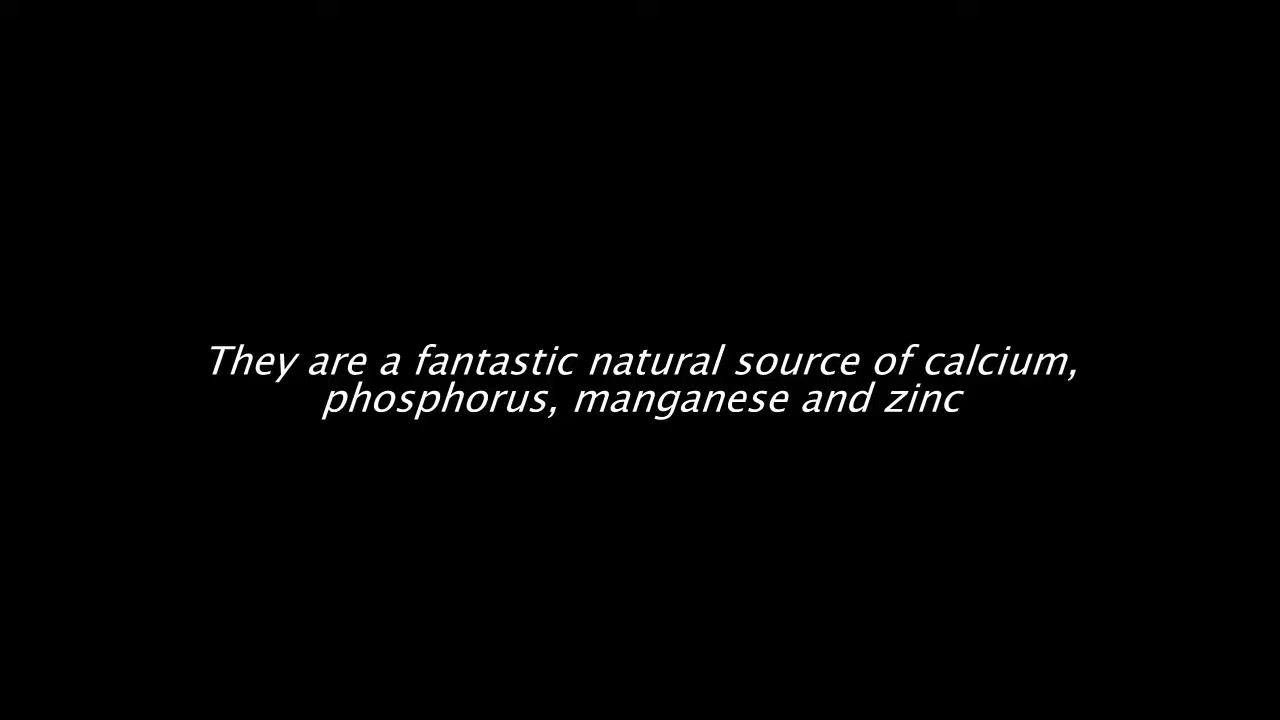 They are a fantastic natural source of calcium,
phosphorus, manganese and zinc